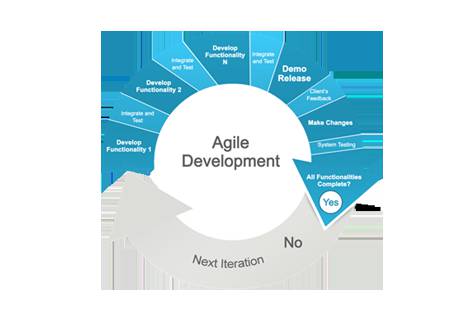 Develop
Functionality 1
Integrate and
Test
Develop
Functionality 2
Integrate
and Test
Develop
Functionality
N
Integrate
and Test
Demo
Release
Client's
Feedback
Make Changes
System Testing
All Functionalities
Complete?
Yes
No
Next Iteration
Agile
Development